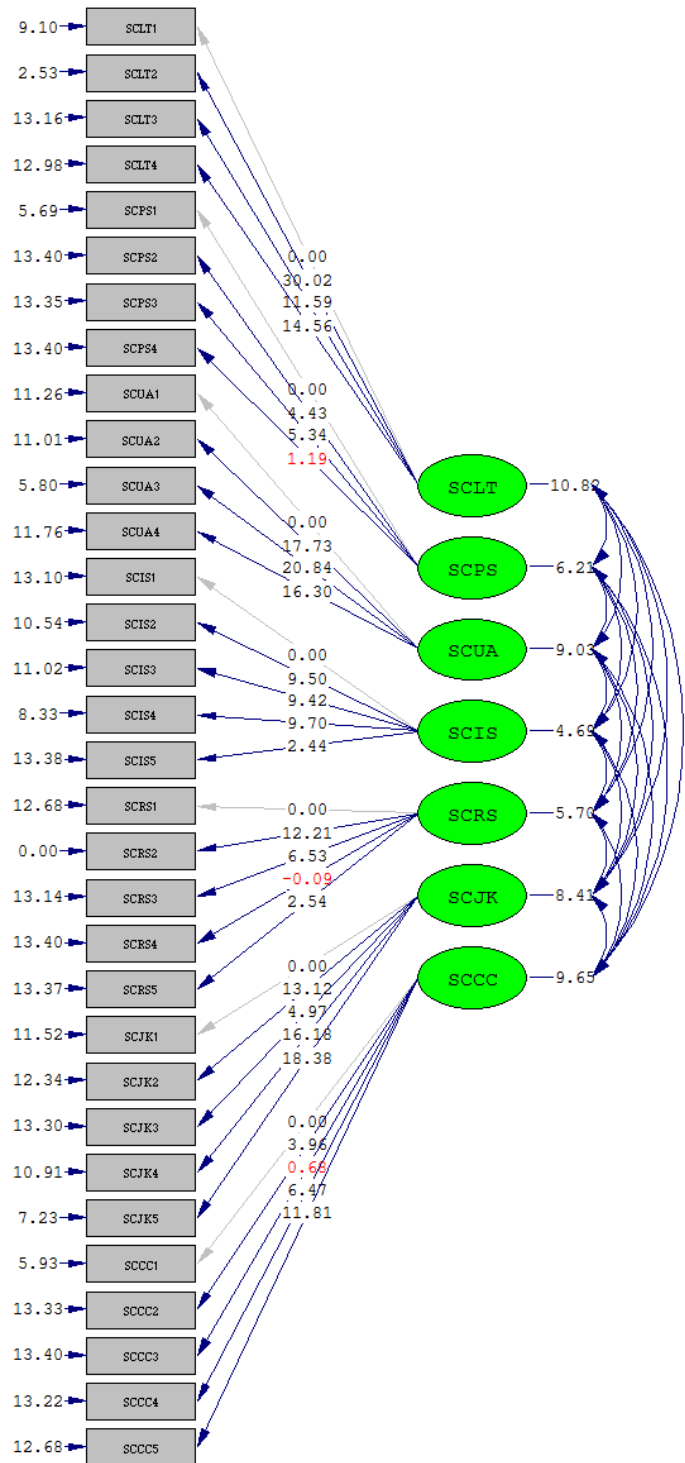 9.10 SCLT1
2.53 SCLT2
13.16 SCLT3
12.98 SCLT4
5.69 SCPS1
13.40 SCPS2
0.00
13.35 SCPS3
30.02
11.59
13.40 SCPS4
14.56
11.26 SCUA1
0.00
4.43
11.01 SCUA2
5.34
1.19
5.80 SCUA3
SCLT 10.82
11.76 SCUA4
0.00
17.73
13.10 SCIS1
SCPS 6.21
20.84
16.30
10.54 SCIS2
SCUA 9.03
0.00
11.02 SCIS3
9.50
9.42
8.33 SCIS4
9.70
SCIS 4.69
2.44
13.38 SCIS5
12.68 SCRS1
0.00
SCRS 5.70
12.21
0.00 SCRS2
6.53
-0.09
13.14 SCRS3
2.54
SCJK 8.41
13.40 SCRS4
0.00
SCCC 9.65
13.37 SCRS5
13.12
4.97
11.52 SCJK1
16.18
18.38
12.34 SCJK2
13.30 SCJK3
0.00
3.96
10.91 SCJK4
0.68
6.47
7.23 SCJK5
11.81
5.93 SCCC1
13.33 SCCC2
13.40 SCCC3
13.22 SCCC4
12.68 SCCC5